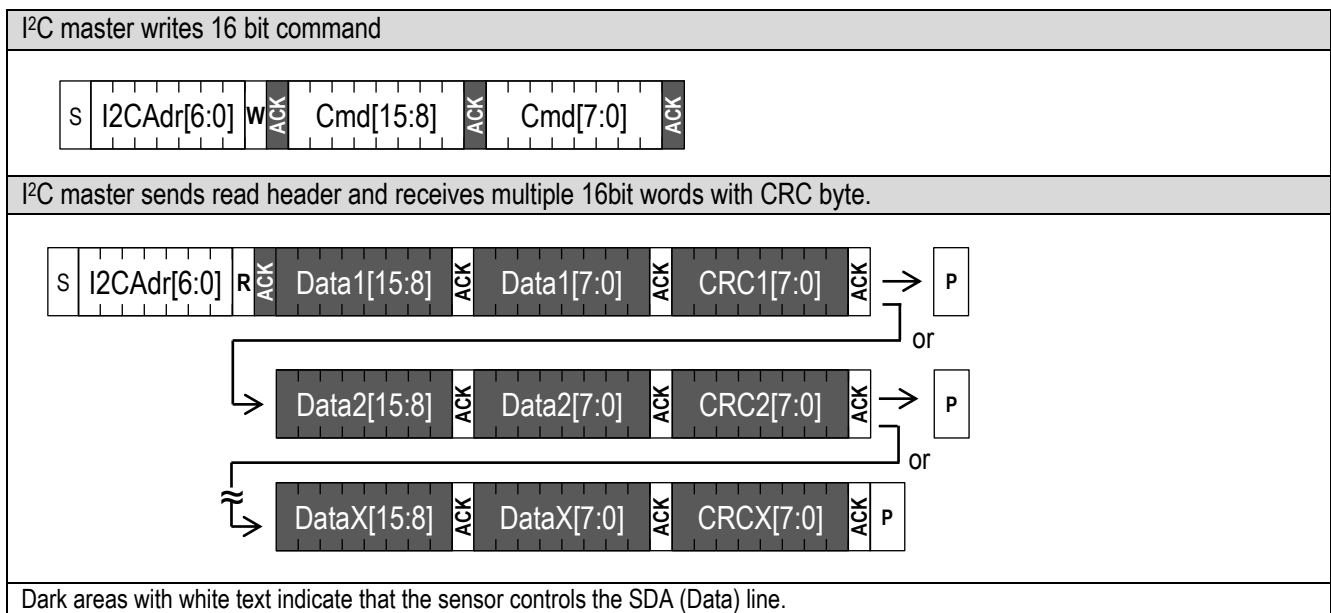 I²C master writes 16 bit command
S I2CAdr[6:0] W ACK Cmd[15:8] ACK Cmd[7:0] ACK
I²C master sends read header and receives multiple 16bit words with CRC byte.
S I2CAdr[6:0] R ACK Data1[15:8] ACK Data1[7:0] ACK CRC1[7:0] ACK P
or
Data2[15:8] ACK Data2[7:0] ACK CRC2[7:0] ACK P
or
≈
DataX[15:8] ACK DataX[7:0] ACK CRCX[7:0] ACK P
Dark areas with white text indicate that the sensor controls the SDA (Data) line.